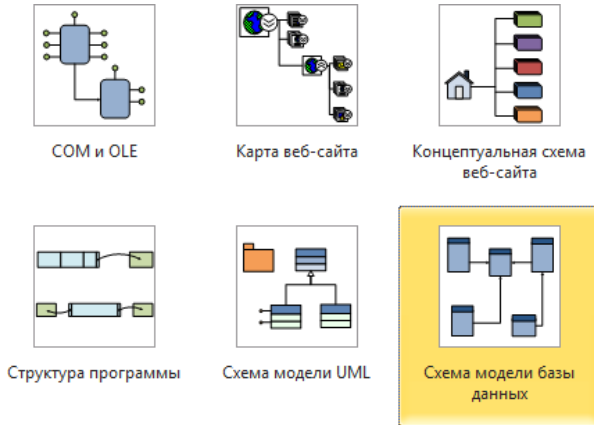 COM и OLE
Карта веб-сайта
Концептуальная схема
веб-сайта
Структура программы
Схема модели UML
Схема модели базы
данных